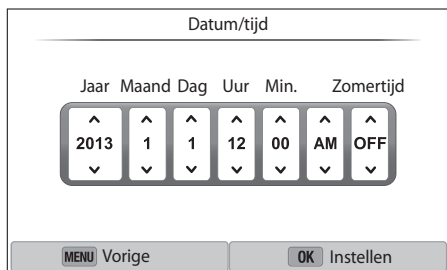 Datum/tijd
Jaar Maand Dag Uur Min. Zomertijd
2013 1 1 12 00 AM OFF
MENU Vorige OK Instellen